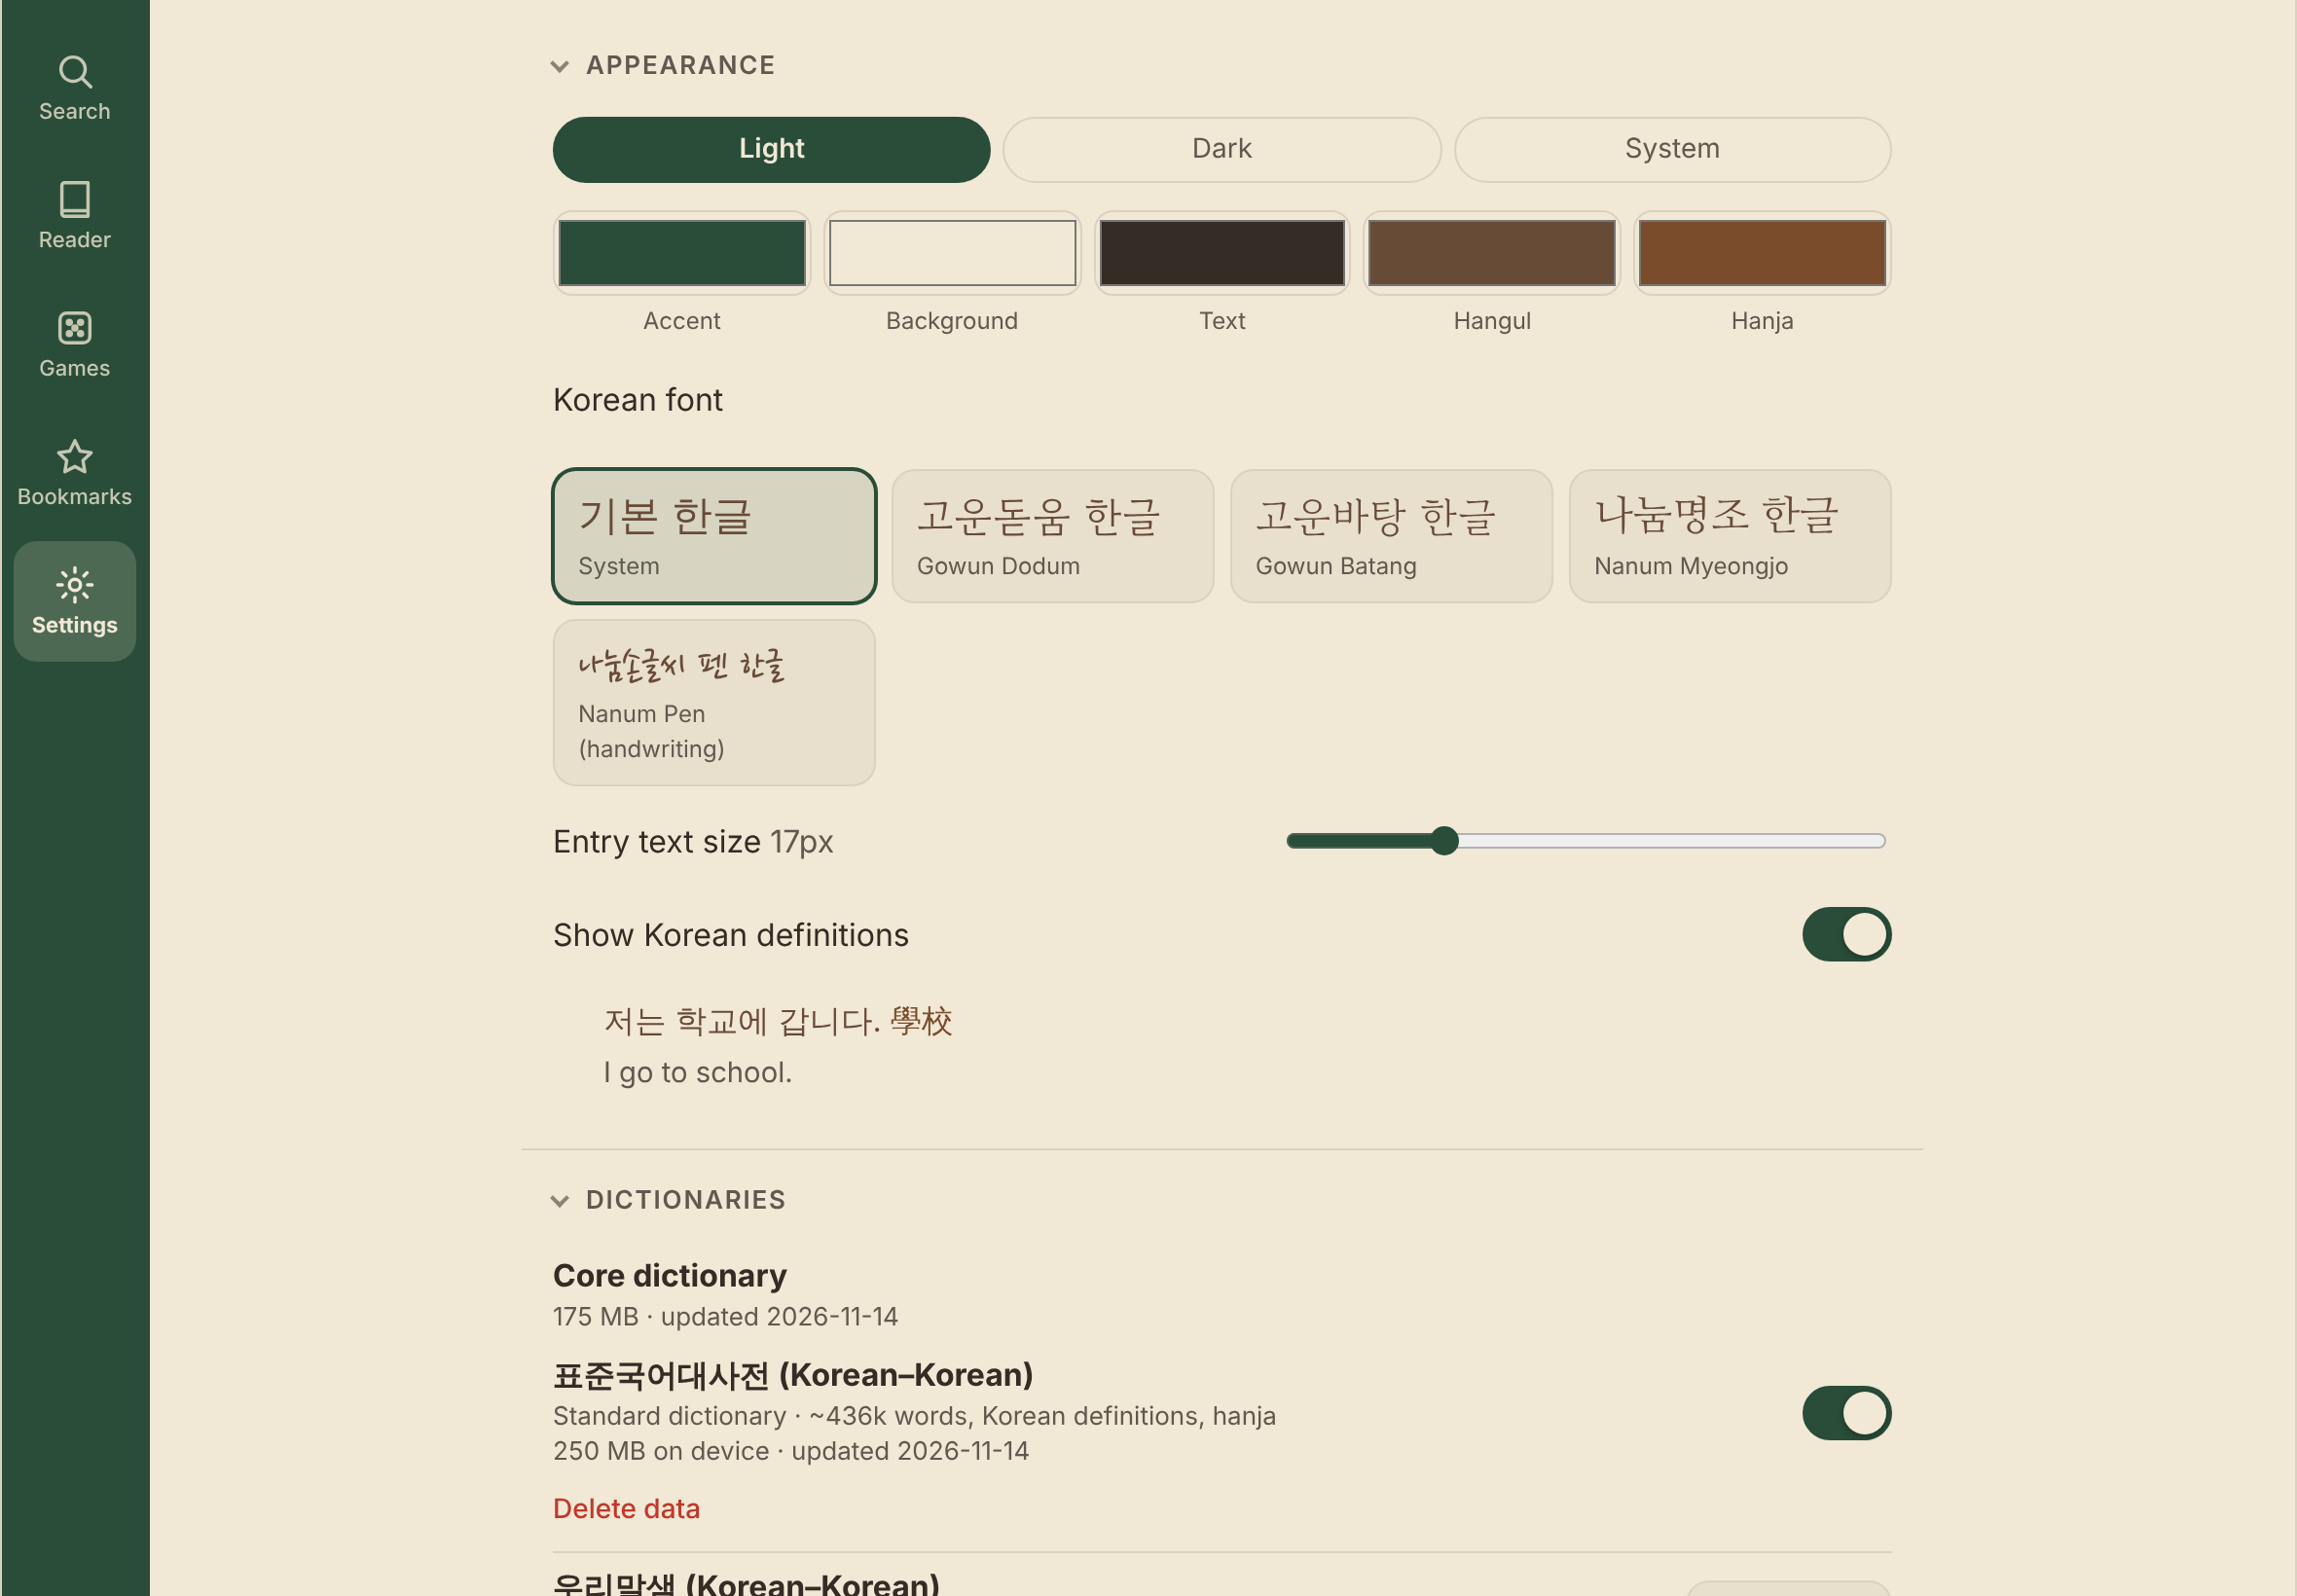 Search
Reader
Games
Bookmarks
Settings
APPEARANCE
Light
Dark
System
Accent
Background
Text
Hangul
Hanja
Korean font
기본 한글
System
고운돋움 한글
Gowun Dodum
고운바탕 한글
Gowun Batang
나눔명조 한글
Nanum Myeongjo
나눔손글씨 펜 한글
Nanum Pen
(handwriting)
Entry text size 17px
Show Korean definitions
저는 학교에 갑니다. 學校
I go to school.
DICTIONARIES
Core dictionary
175 MB · updated 2026-11-14
표준국어대사전 (Korean–Korean)
Standard dictionary · ~436k words, Korean definitions, hanja
250 MB on device · updated 2026-11-14
Delete data
우리말샘 (Korean–Korean)